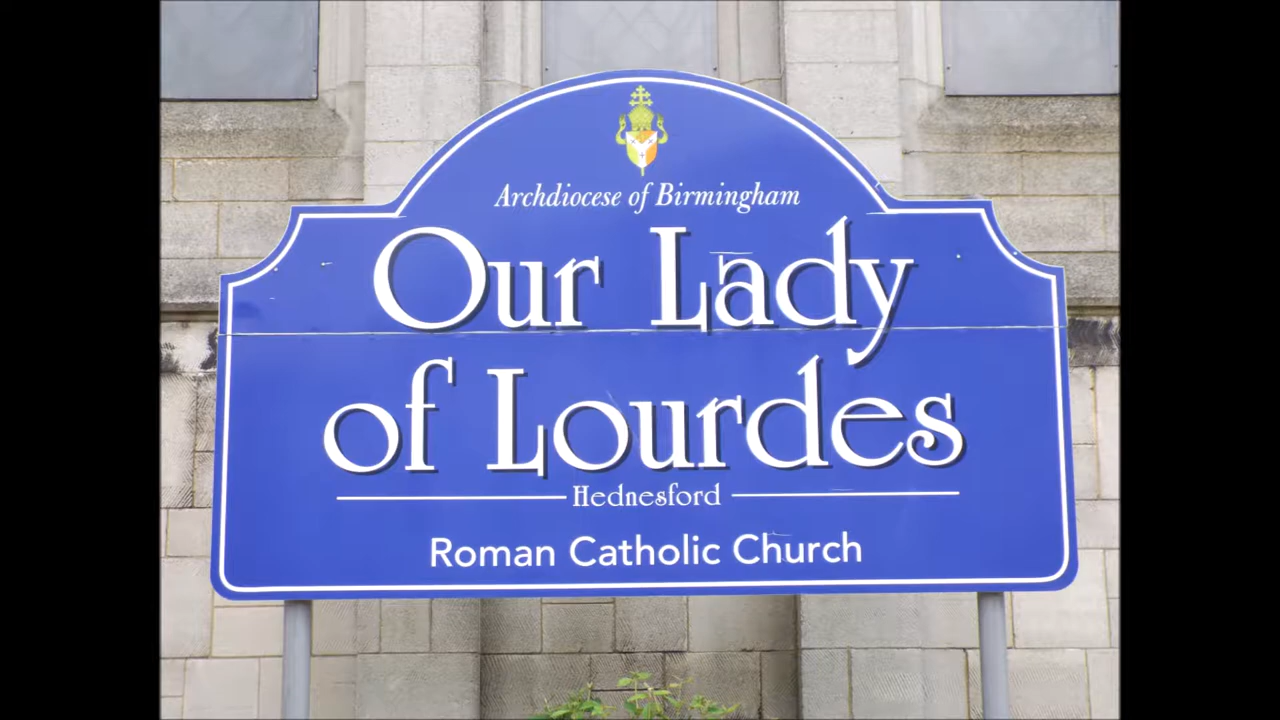 Archdiocese of Birmingham
Our Lady
of Lourdes
Hednesford
Roman Catholic Church